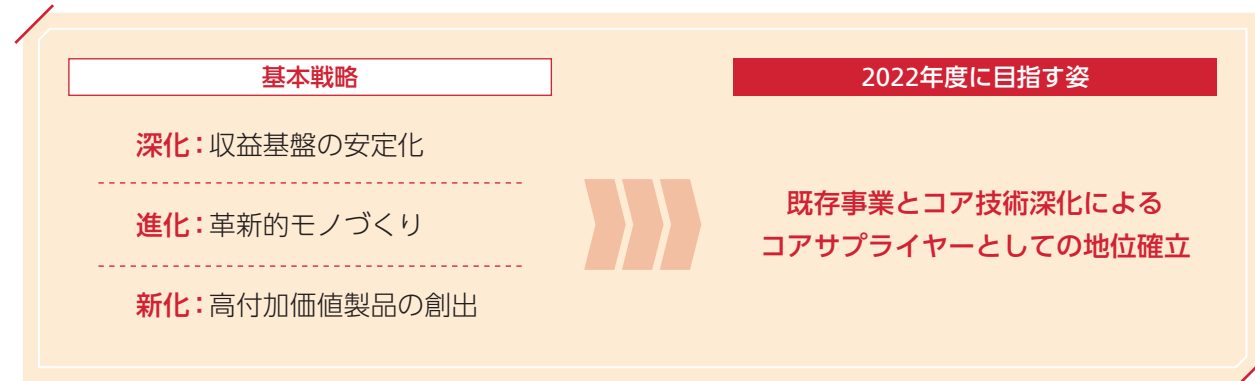 基本戦略
深化：収益基盤の安定化
進化：革新的モノづくり
新化：高付加価値製品の創出
2022年度に目指す姿
既存事業とコア技術深化による
コアサプライヤーとしての地位確立